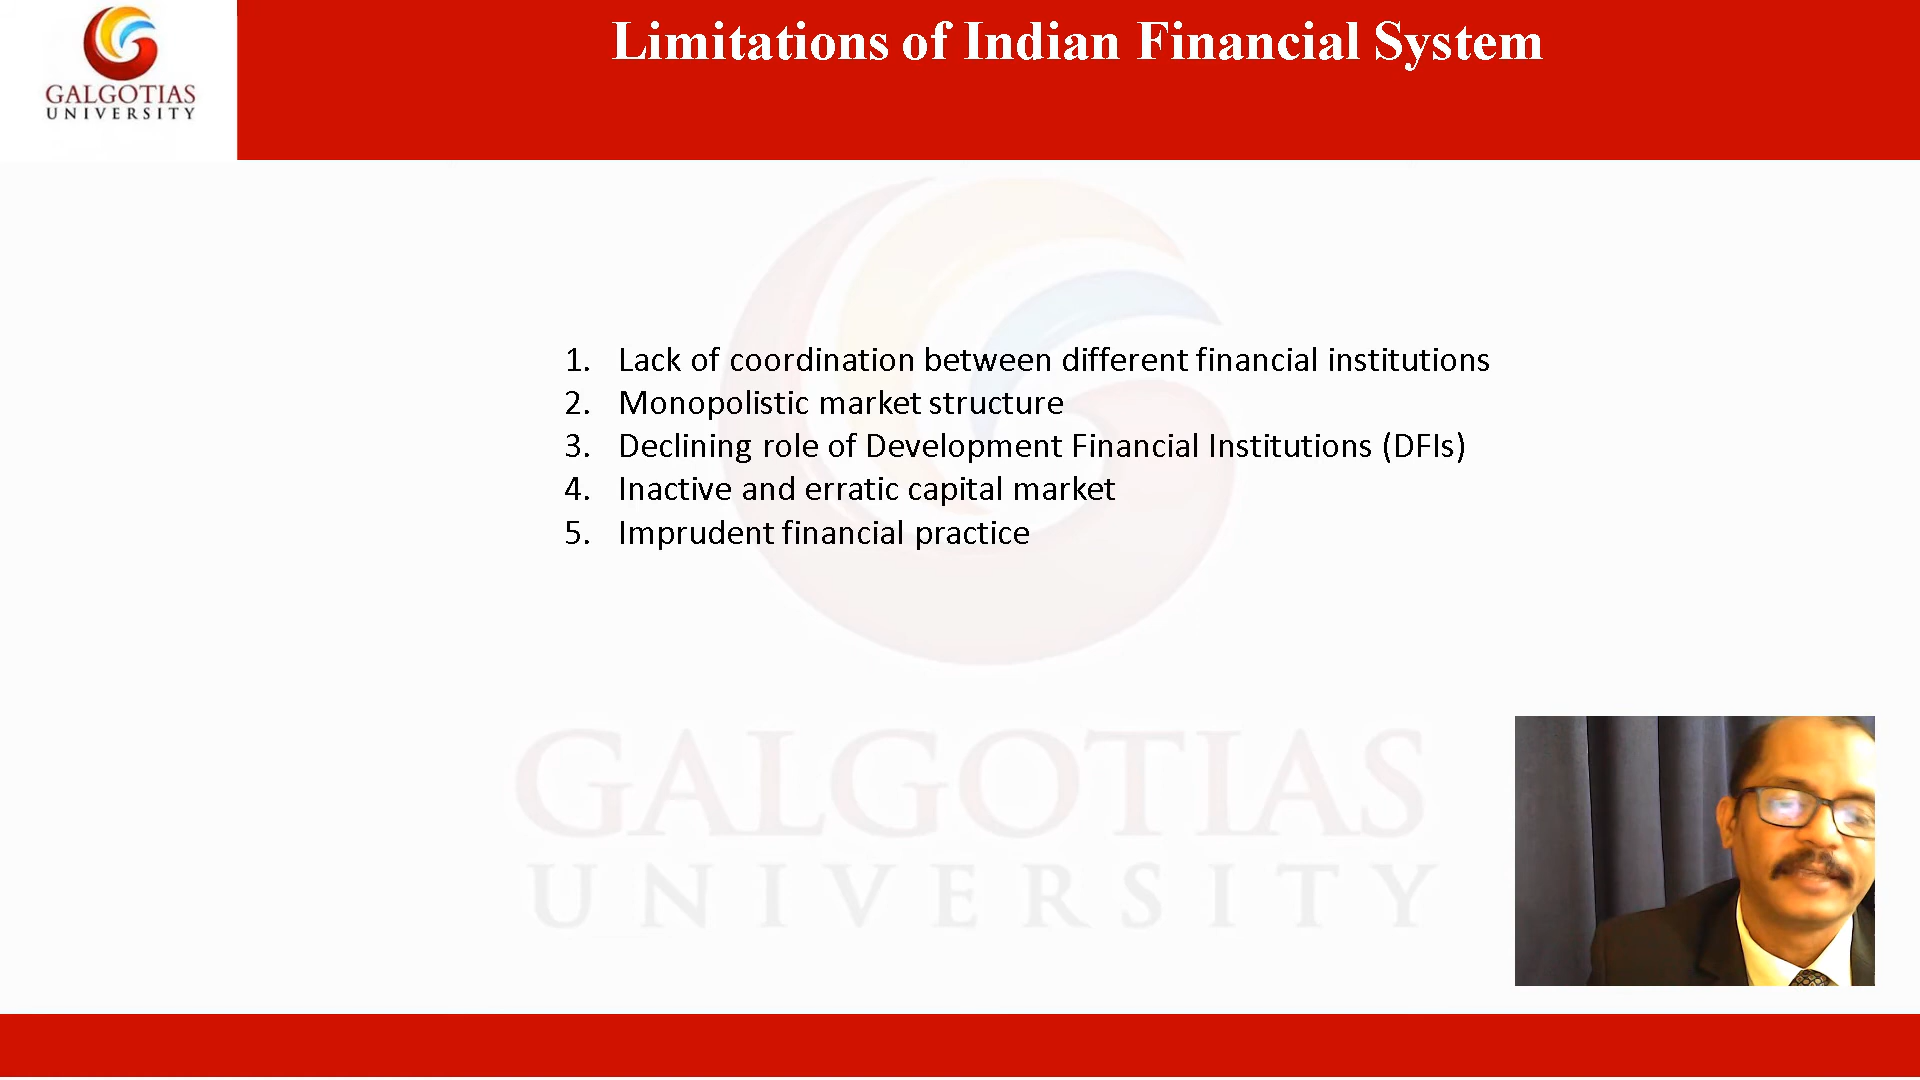 GALGOTIAS
UNIVERSITY
Limitations of Indian Financial System
1. Lack of coordination between different financial institutions
2. Monopolistic market structure
3. Declining role of Development Financial Institutions (DFIs)
4. Inactive and erratic capital market
5. Imprudent financial practice
GALGOTIAS
UNIVERSITY